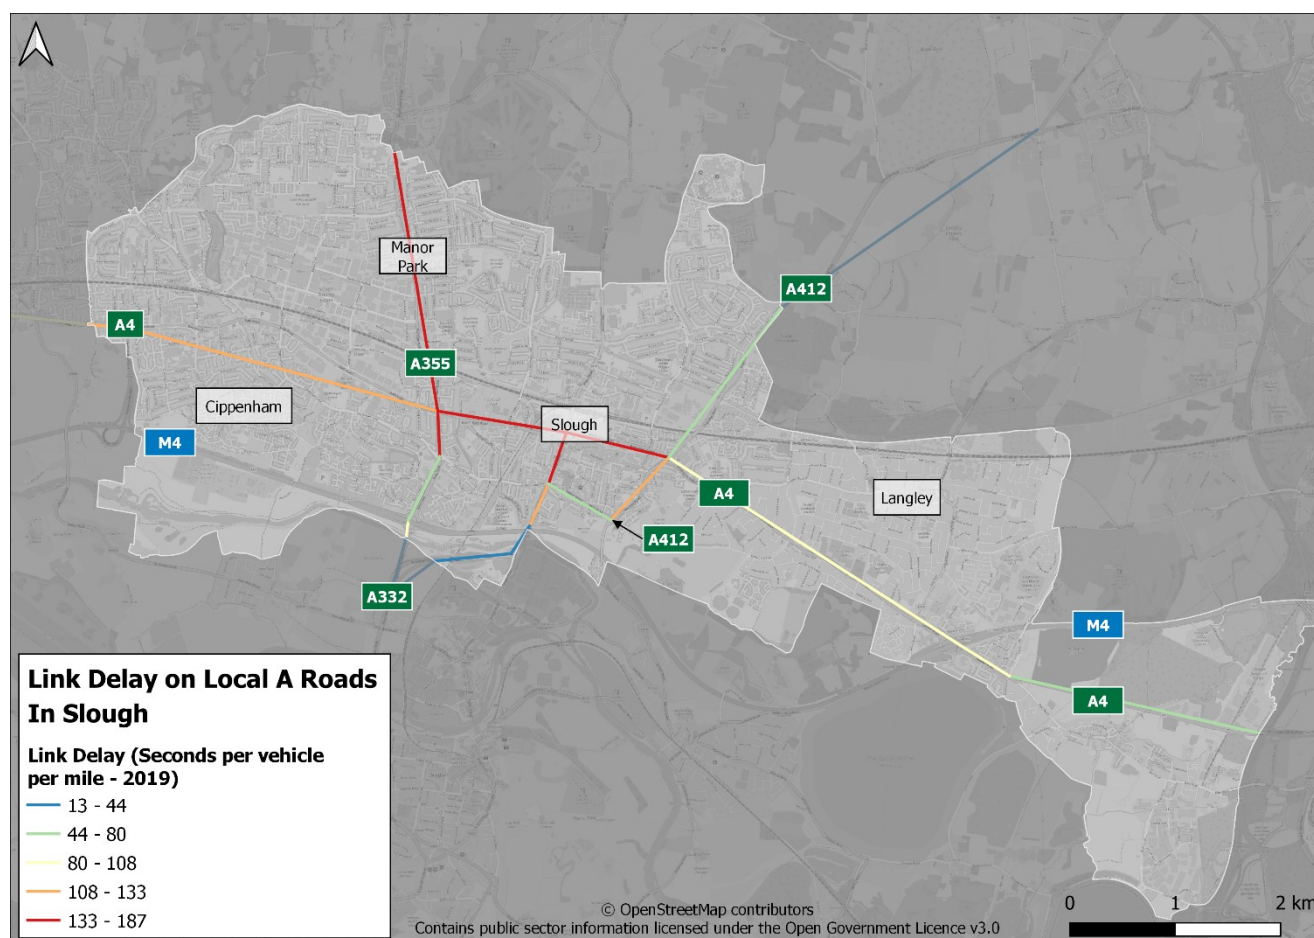 Manor
Park
A412
A4
A355
Cippenham
Slough
M4
A4
Langley
A412
A332
M4
A4
Link Delay on Local A Roads
In Slough
Link Delay (Seconds per vehicle
per mile - 2019)
13 - 44
44 - 80
80 - 108
108 - 133
133 - 187
0 1 2 km
© OpenStreetMap contributors
Contains public sector information licensed under the Open Government Licence v3.0